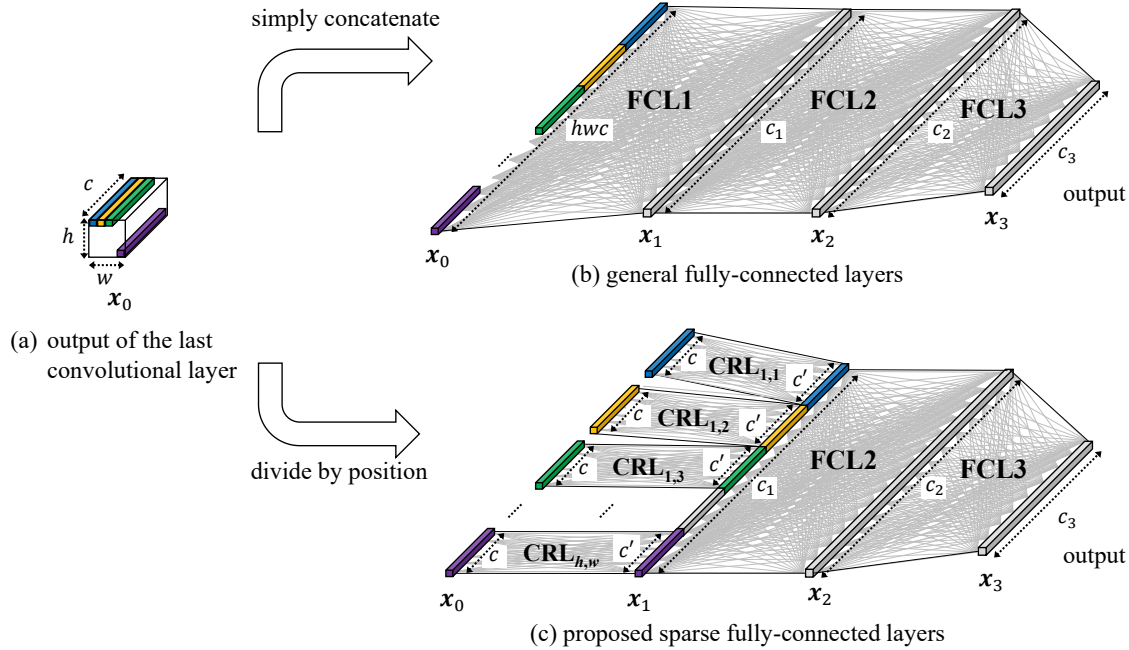 simply concatenate
FCL1
FCL2
FCL3
hwc
c₁
c₂
c₃
output
x₀
x₁
x₂
x₃
(b) general fully-connected layers
c
h
w
x₀
(a) output of the last
convolutional layer
divide by position
c
CRL₁,₁
c′
c
CRL₁,₂
c′
c
CRL₁,₃
c′
c
CRLₕ,w
c′
FCL2
FCL3
c₁
c₂
c₃
output
x₀
x₁
x₂
x₃
(c) proposed sparse fully-connected layers